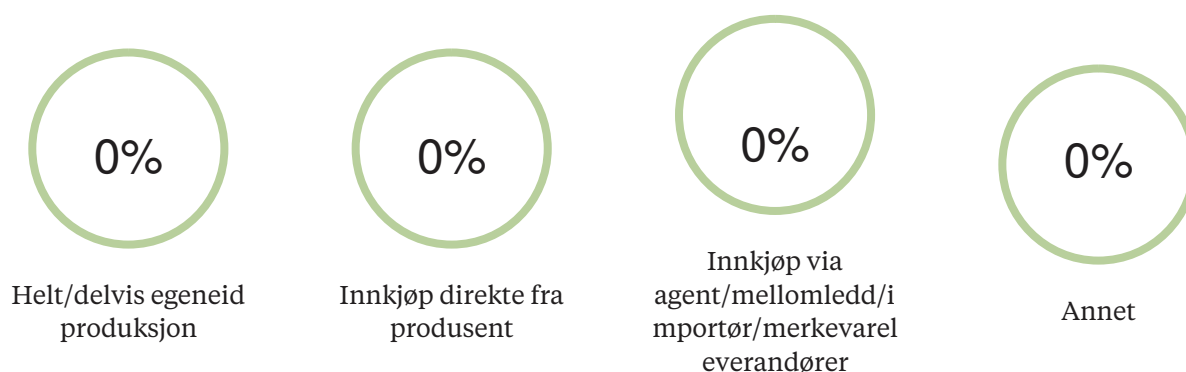 0%
Helt/delvis egeneid
produksjon
0%
Innkjøp direkte fra
produsent
0%
Innkjøp via
agent/mellomledd/i
mportør/merkevarel
everandører
0%
Annet